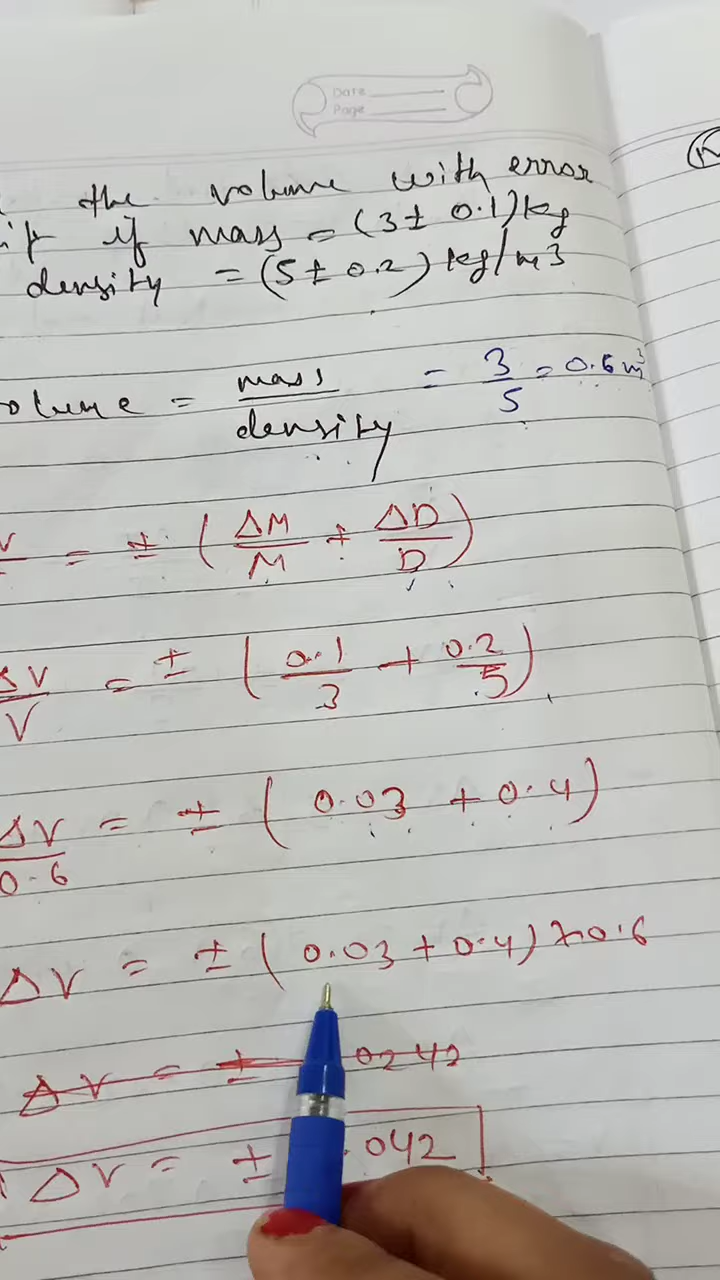 Date
Page
the volume with error
if mass = (3 ± 0.1) kg
density = (5 ± 0.2) kg/m3
olume = mass/density = 3/5 = 0.6 m³
= ± (ΔM/M + ΔD/D)
ΔV/V = ± (0.1/3 + 0.2/5)
ΔV/0.6 = ± (0.03 + 0.4)
ΔV = ± (0.03 + 0.4) × 0.6
ΔV = ± 0242
ΔV = ± .042